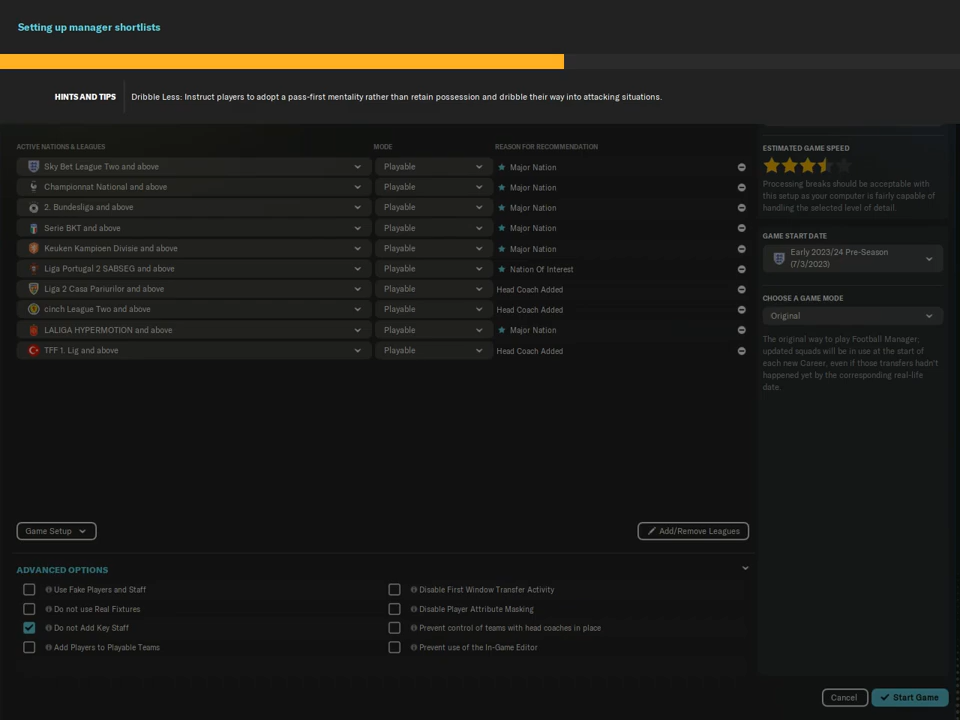 Setting up manager shortlists
HINTS AND TIPS Dribble Less: Instruct players to adopt a pass-first mentality rather than retain possession and dribble their way into attacking situations.
ACTIVE NATIONS & LEAGUES MODE REASON FOR RECOMMENDATION
Sky Bet League Two and above Playable Major Nation
Championnat National and above Playable Major Nation
2. Bundesliga and above Playable Major Nation
Serie BKT and above Playable Major Nation
Keuken Kampioen Divisie and above Playable Major Nation
Liga Portugal 2 SABSEG and above Playable Nation Of Interest
Liga 2 Casa Pariurilor and above Playable Head Coach Added
cinch League Two and above Playable Head Coach Added
LALIGA HYPERMOTION and above Playable Major Nation
TFF 1. Lig and above Playable Head Coach Added
Game Setup
Add/Remove Leagues
ADVANCED OPTIONS
Use Fake Players and Staff Disable First Window Transfer Activity
Do not use Real Fixtures Disable Player Attribute Masking
Do not Add Key Staff Prevent control of teams with head coaches in place
Add Players to Playable Teams Prevent use of the In-Game Editor
ESTIMATED GAME SPEED
Processing breaks should be acceptable with
this setup as your computer is fairly capable of
handling the selected level of detail.
GAME START DATE
Early 2023/24 Pre-Season
(7/3/2023)
CHOOSE A GAME MODE
Original
The original way to play Football Manager;
updated squads will be in use at the start of
each new Career, even if those transfers hadn't
happened yet by the corresponding real-life
date.
Cancel
Start Game